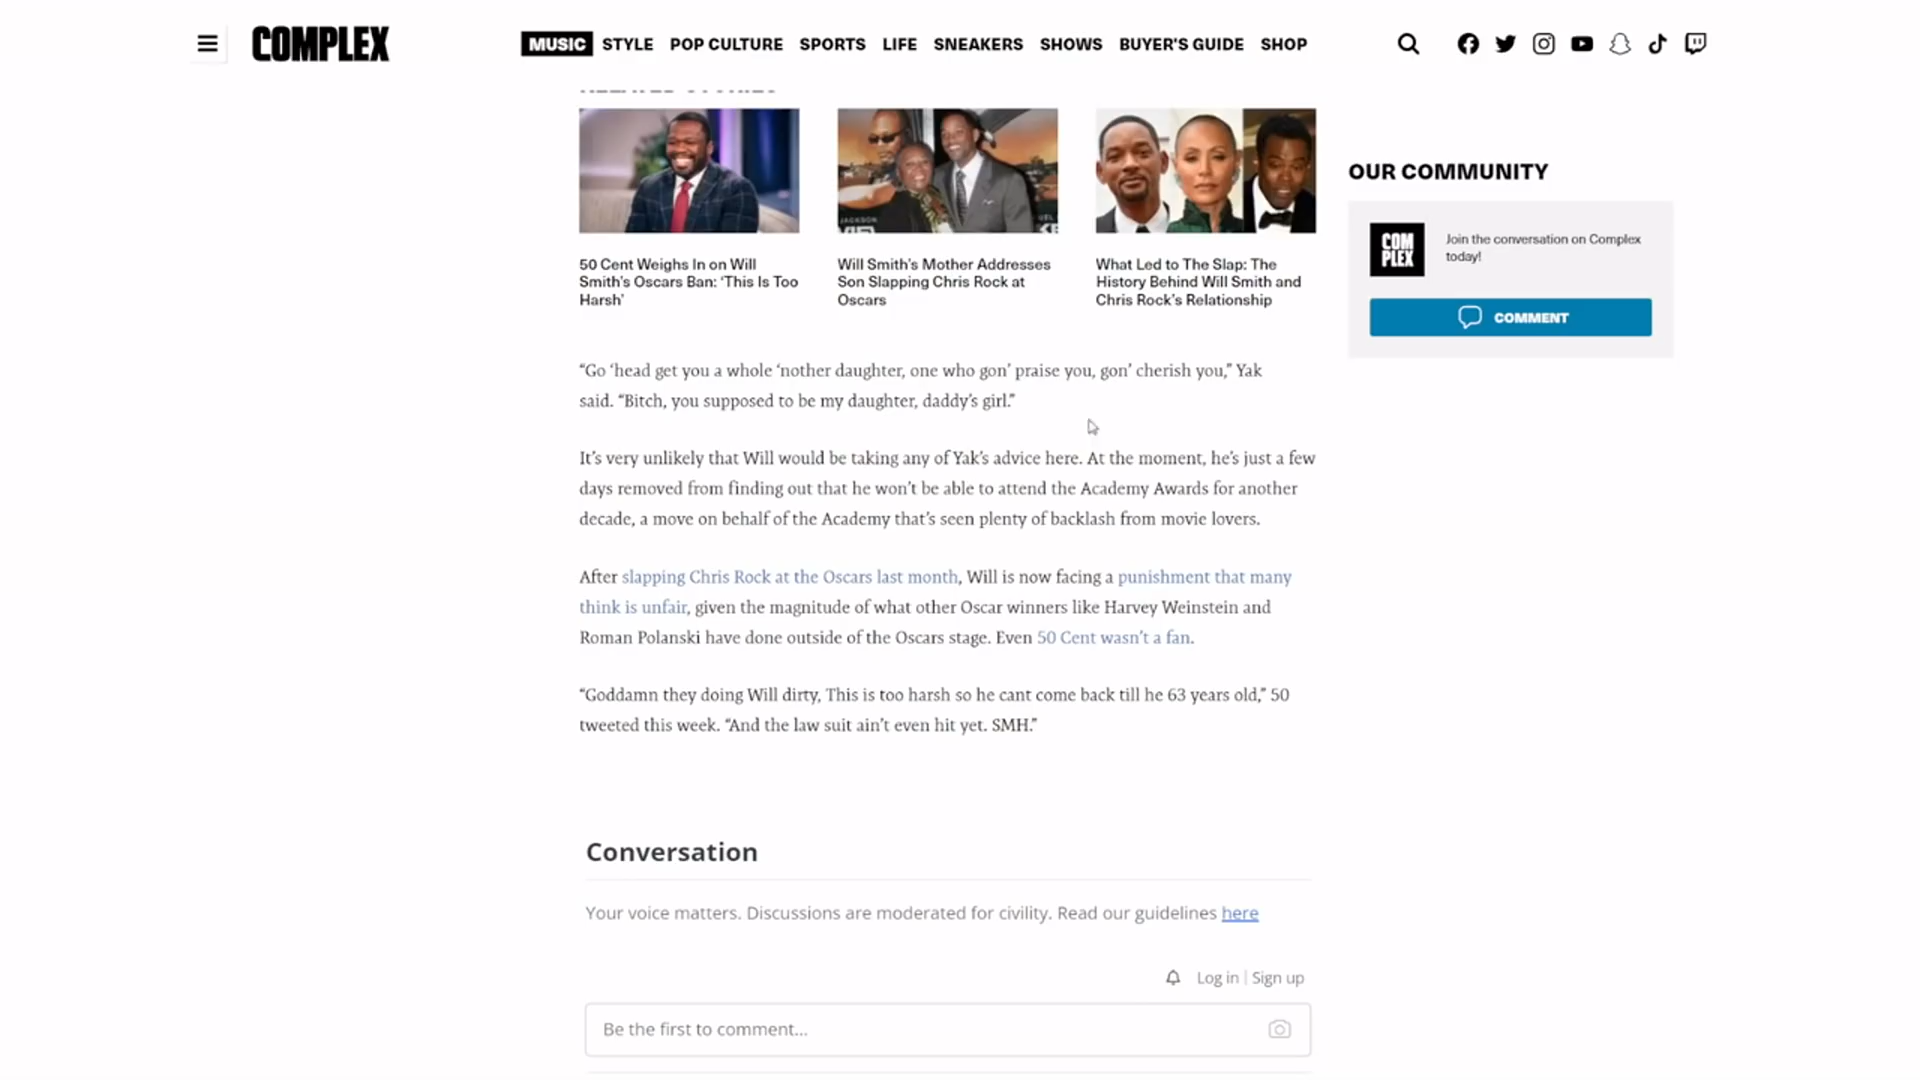 COMPLEX
MUSIC STYLE POP CULTURE SPORTS LIFE SNEAKERS SHOWS BUYER'S GUIDE SHOP
50 Cent Weighs In on Will
Smith's Oscars Ban: 'This Is Too
Harsh'
JACKSON
Will Smith's Mother Addresses
Son Slapping Chris Rock at
Oscars
What Led to The Slap: The
History Behind Will Smith and
Chris Rock's Relationship
OUR COMMUNITY
COM
PLEX
Join the conversation on Complex
today!
COMMENT
“Go ‘head get you a whole ‘nother daughter, one who gon’ praise you, gon’ cherish you,” Yak
said. “Bitch, you supposed to be my daughter, daddy’s girl.”
It’s very unlikely that Will would be taking any of Yak’s advice here. At the moment, he’s just a few
days removed from finding out that he won’t be able to attend the Academy Awards for another
decade, a move on behalf of the Academy that’s seen plenty of backlash from movie lovers.
After slapping Chris Rock at the Oscars last month, Will is now facing a punishment that many
think is unfair, given the magnitude of what other Oscar winners like Harvey Weinstein and
Roman Polanski have done outside of the Oscars stage. Even 50 Cent wasn’t a fan.
“Goddamn they doing Will dirty, This is too harsh so he cant come back till he 63 years old,” 50
tweeted this week. “And the law suit ain’t even hit yet. SMH.”
Conversation
Your voice matters. Discussions are moderated for civility. Read our guidelines here
Log in | Sign up
Be the first to comment...